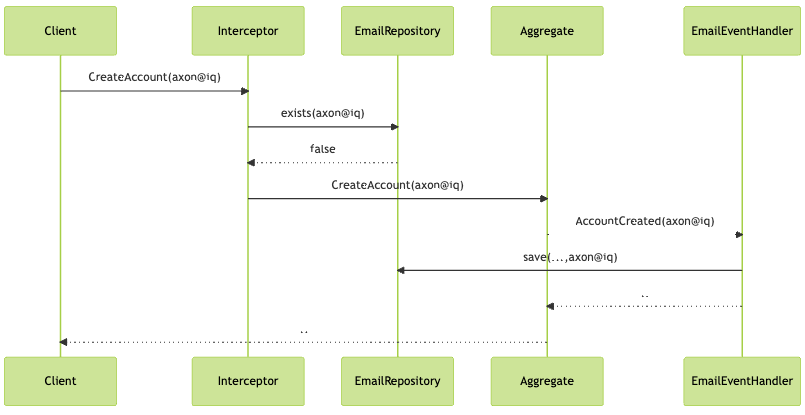 Client Interceptor EmailRepository Aggregate EmailEventHandler
CreateAccount(axon@iq)
exists(axon@iq)
false
CreateAccount(axon@iq)
AccountCreated(axon@iq)
save(...,axon@iq)
..
..
Client Interceptor EmailRepository Aggregate EmailEventHandler